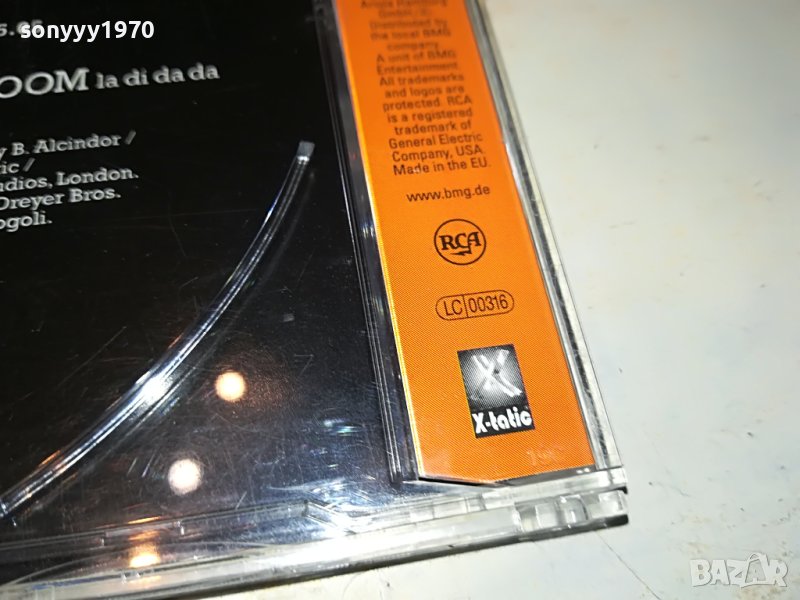 sonyyy1970
5.05
OOM la di da da
y B. Alcindor /
tic /
udios, London.
Dreyer Bros.
ogoli.
Ariola Hamburg
GmbH.
Distributed by
the local BMG
company.
A unit of BMG
Entertainment.
All trademarks
and logos are
protected. RCA
is a registered
trademark of
General Electric
Company, USA.
Made in the EU.
www.bmg.de
RCA
LC 00316
X
X-tatic
BAZAR